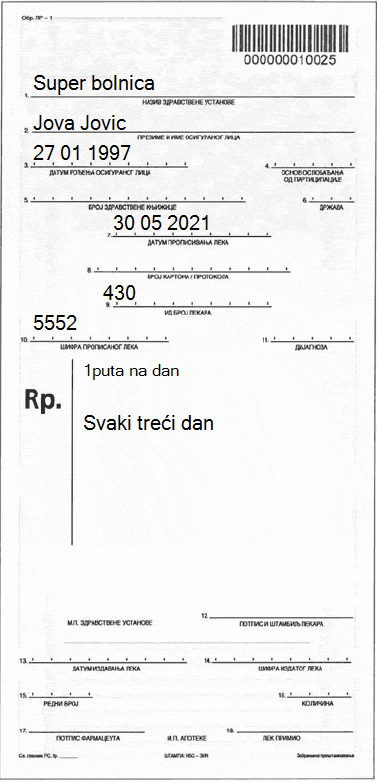 Обр. ЛР – 1
000000010025
Super bolnica
1.
НАЗИВ ЗДРАВСТВЕНЕ УСТАНОВЕ
Jova Jovic
2.
ПРЕЗИМЕ И ИМЕ ОСИГУРАНОГ ЛИЦА
27 01 1997
3. 4.
ДАТУМ РОЂЕЊА ОСИГУРАНОГ ЛИЦА ОСНОВ ОСЛОБАЂАЊА
ОД ПАРТИЦИПАЦИЈЕ
5. 6.
БРОЈ ЗДРАВСТВЕНЕ КЊИЖИЦЕ ДРЖАВА
30 05 2021
7.
ДАТУМ ПРОПИСИВАЊА ЛЕКА
8.
БРОЈ КАРТОНА / ПРОТОКОЛА
430
9.
ИД БРОЈ ЛЕКАРА
5552
10. 11.
ШИФРА ПРОПИСАНОГ ЛЕКА ДИЈАГНОЗА
1puta na dan
Rp.
Svaki treći dan
12.
М.П. ЗДРАВСТВЕНЕ УСТАНОВЕ ПОТПИС И ШТАМБИЉ ЛЕКАРА
13. 14.
ДАТУМ ИЗДАВАЊА ЛЕКА ШИФРА ИЗДАТОГ ЛЕКА
15. 16.
РЕДНИ БРОЈ КОЛИЧИНА
17. 18.
ПОТПИС ФАРМАЦЕУТА М.П. АПОТЕКЕ ЛЕК ПРИМИО
Сл. гласник РС, бр. ШТАМПА: НБС – ЗИН Забрањено прештампавање